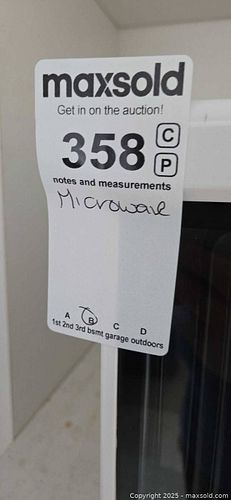 maxsold
Get in on the auction!
358 C
P
notes and measurements
Microwave
A B C D
1st 2nd 3rd bsmt garage outdoors
Copyright © 2025 - maxsold.com